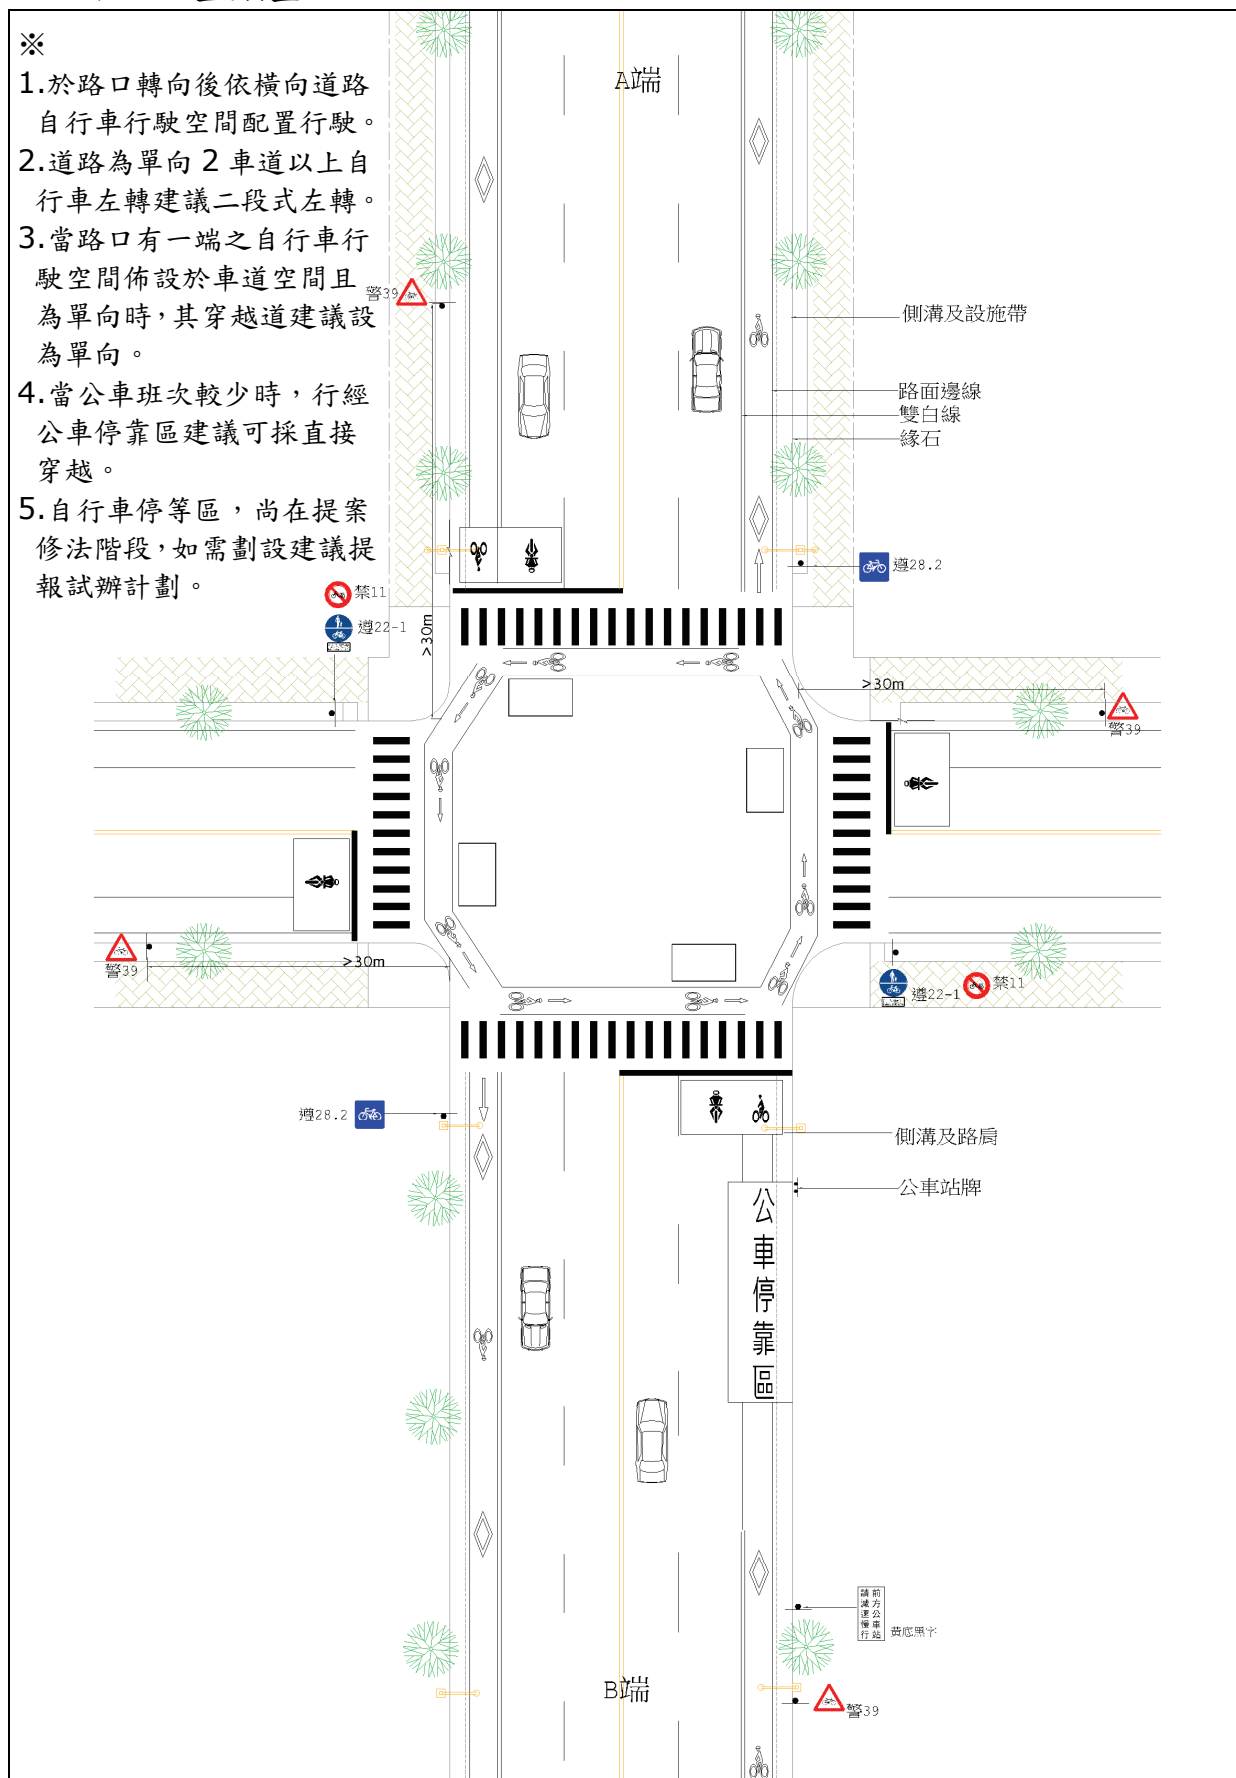 ※
1.於路口轉向後依橫向道路
自行車行駛空間配置行駛。
2.道路為單向2車道以上自
行車左轉建議二段式左轉。
3.當路口有一端之自行車行
駛空間佈設於車道空間且
為單向時，其穿越道建議設
為單向。
4.當公車班次較少時，行經
公車停靠區建議可採直接
穿越。
5.自行車停等區，尚在提案
修法階段，如需劃設建議提
報試辦計劃。
A端
警39
側溝及設施帶
路面邊線
雙白線
緣石
遵28.2
禁11
遵22-1
>30m
>30m
警39
警39
>30m
遵22-1
禁11
遵28.2
側溝及路肩
公車站牌
公車停靠區
前方公車站
請減速慢行
黃底黑字
B端
警39